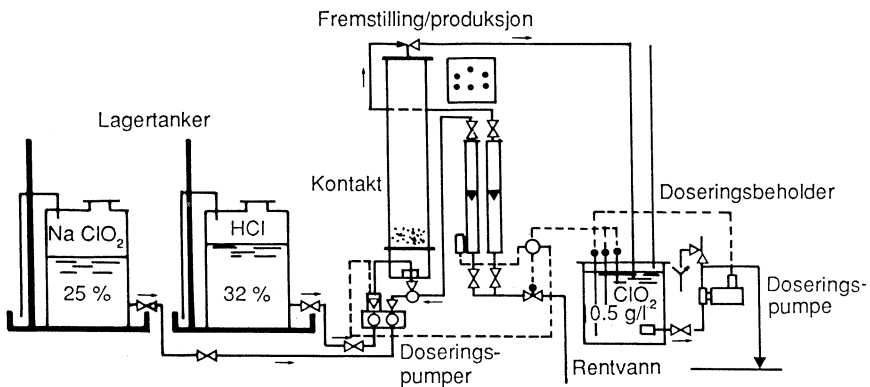 Fremstilling/produksjon
Lagertanker
Kontakt
Doseringsbeholder
Na ClO2
HCl
25 %
32 %
ClO2
0.5 g/l
Doserings-
pumpe
Doserings-
pumper
Rentvann